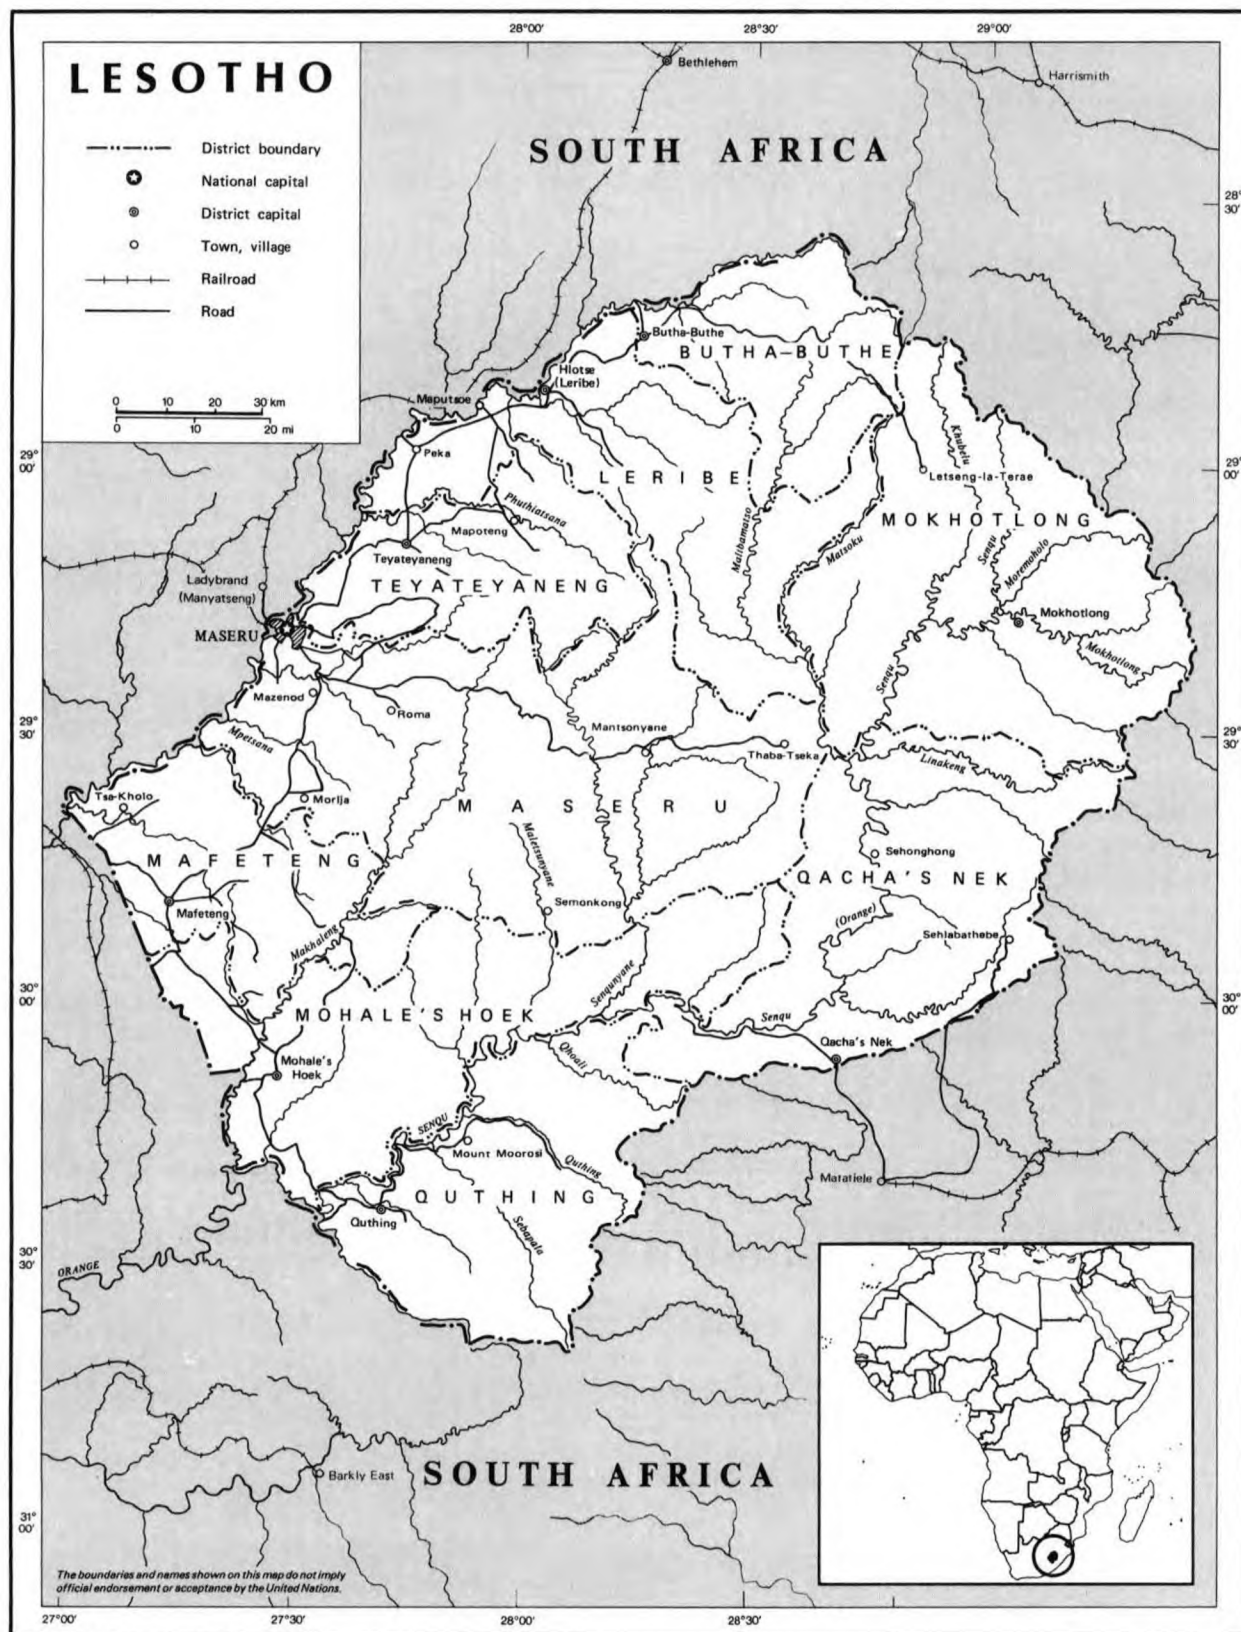 28°00'
28°30'
29°00'
LESOTHO
District boundary
National capital
District capital
Town, village
Railroad
Road
0 10 20 30 km
0 10 20 mi
Bethlehem
Harrismith
SOUTH AFRICA
28°
30'
Butha-Buthe
BUTHA-BUTHE
Hlotse
(Leribe)
Maputsoe
29°
00'
Peka
Khubelu
29°
00'
LERIBE
Letseng-la-Terae
Phuthiatsana
Mapoteng
MOKHOTLONG
Malibamatso
Matsoku
Senqu
Moremoholo
Teyateyaneng
Ladybrand
(Manyatseng)
TEYATEYANENG
Mokhotlong
MASERU
Mokhotlong
Senqu
Mazenod
Roma
29°
30'
Mpetsana
Mantsonyane
Thaba-Tseka
29°
30'
Linakeng
Tsa-Kholo
Morija
MASERU
Maletsunyane
MAFETENG
Sehonghong
QACHA'S NEK
Mafeteng
Semonkong
(Orange)
Makhaleng
Sehlabathebe
Senqunyane
30°
00'
30°
00'
MOHALE'S HOEK
Senqu
Qacha's Nek
Qhoali
Mohale's
Hoek
SENQU
Mount Moorosi
Quthing
Matatiele
QUTHING
Quthing
Sebapala
30°
30'
ORANGE
Barkly East
SOUTH AFRICA
31°
00'
The boundaries and names shown on this map do not imply
official endorsement or acceptance by the United Nations.
27°00'
27°30'
28°00'
28°30'